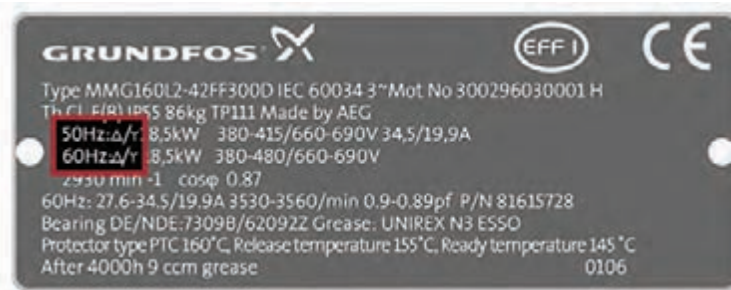 GRUNDFOS EFF 1 CE
Type MMG160L2-42FF300D IEC 60034 3~Mot No 300296030001 H
Th.Cl. F(B) IP55 86kg TP111 Made by AEG
50Hz:Δ/Y 8,5kW 380-415/660-690V 34,5/19,9A
60Hz:Δ/Y 8,5kW 380-480/660-690V
2930 min -1 cosφ 0.87
60Hz: 27.6-34.5/19.9A 3530-3560/min 0.9-0.89pf P/N 81615728
Bearing DE/NDE:7309B/62092Z Grease: UNIREX N3 ESSO
Protector type PTC 160°C, Release temperature 155°C, Ready temperature 145 °C
After 4000h 9 ccm grease 0106